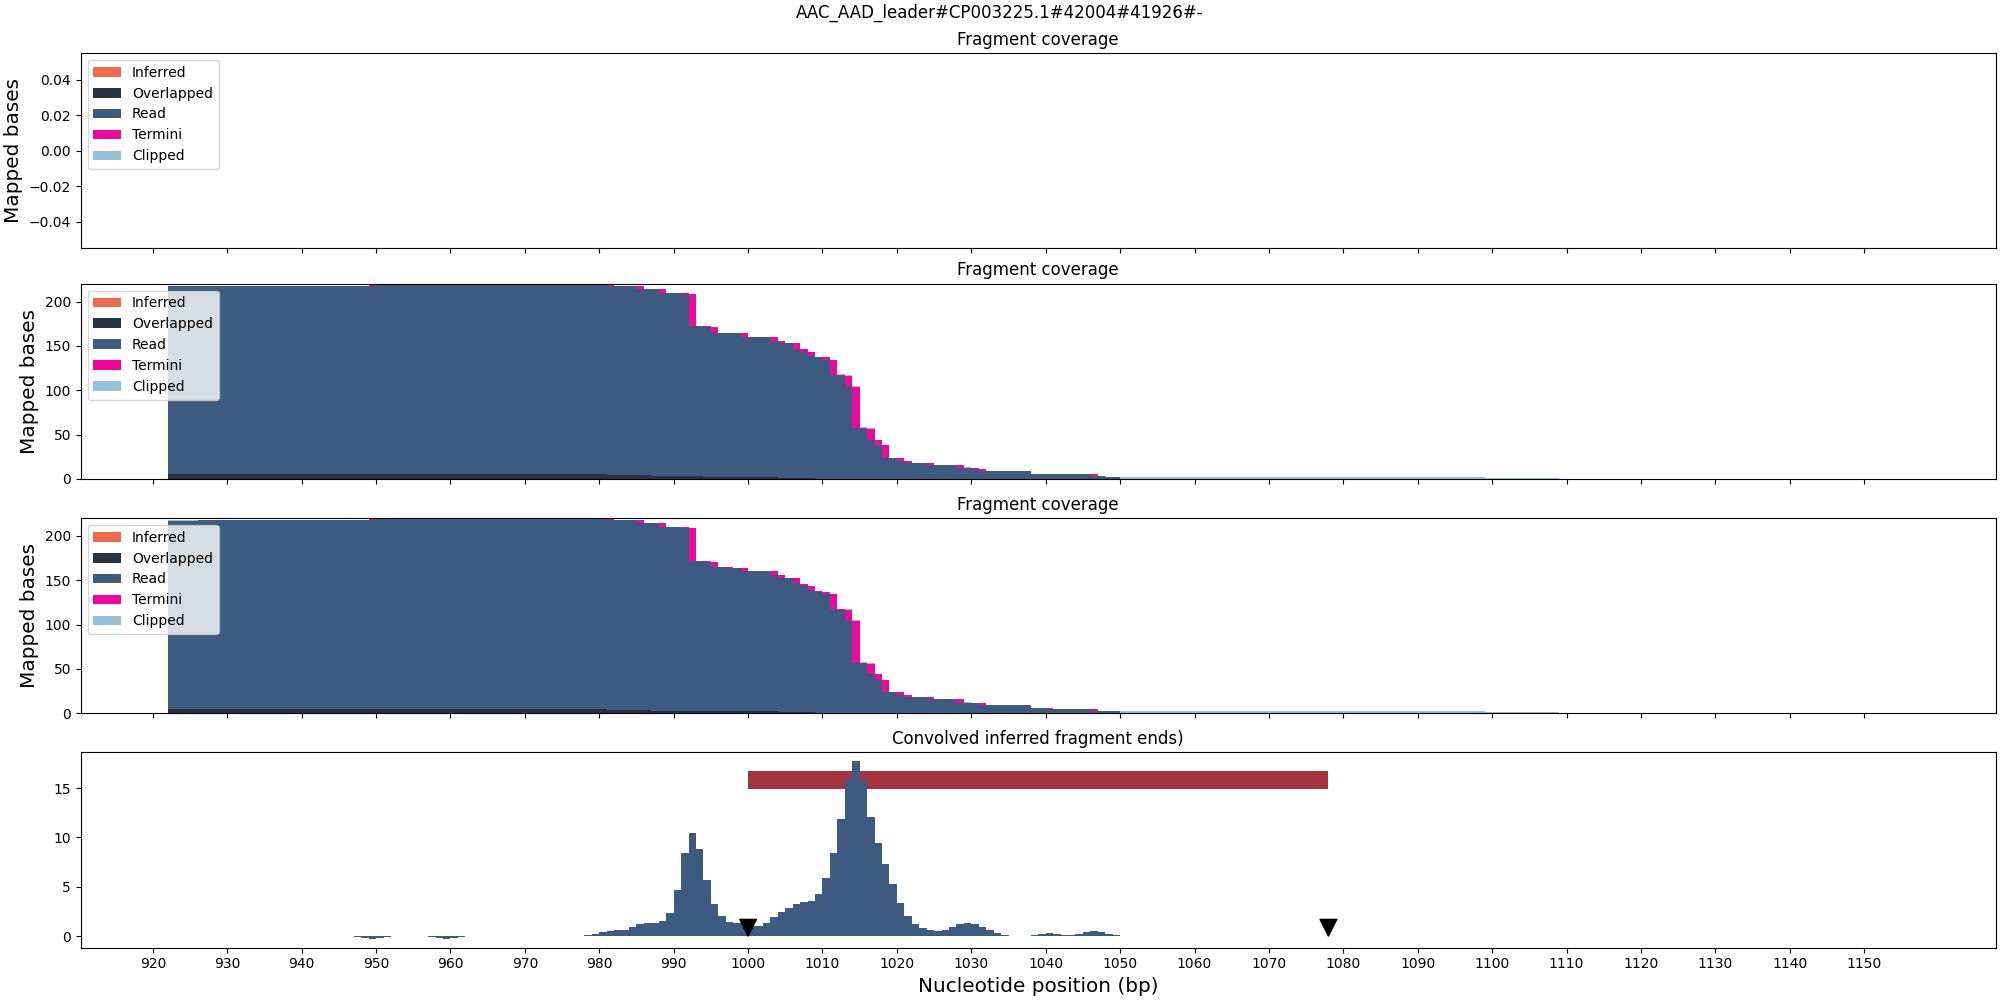 AAC_AAD_leader#CP003225.1#42004#41926#-
Fragment coverage
Mapped bases
0.04
0.02
0.00
−0.02
−0.04
Inferred
Overlapped
Read
Termini
Clipped
Fragment coverage
Mapped bases
200
150
100
50
0
Inferred
Overlapped
Read
Termini
Clipped
Fragment coverage
Mapped bases
200
150
100
50
0
Inferred
Overlapped
Read
Termini
Clipped
Convolved inferred fragment ends)
15
10
5
0
920 930 940 950 960 970 980 990 1000 1010 1020 1030 1040 1050 1060 1070 1080 1090 1100 1110 1120 1130 1140 1150
Nucleotide position (bp)